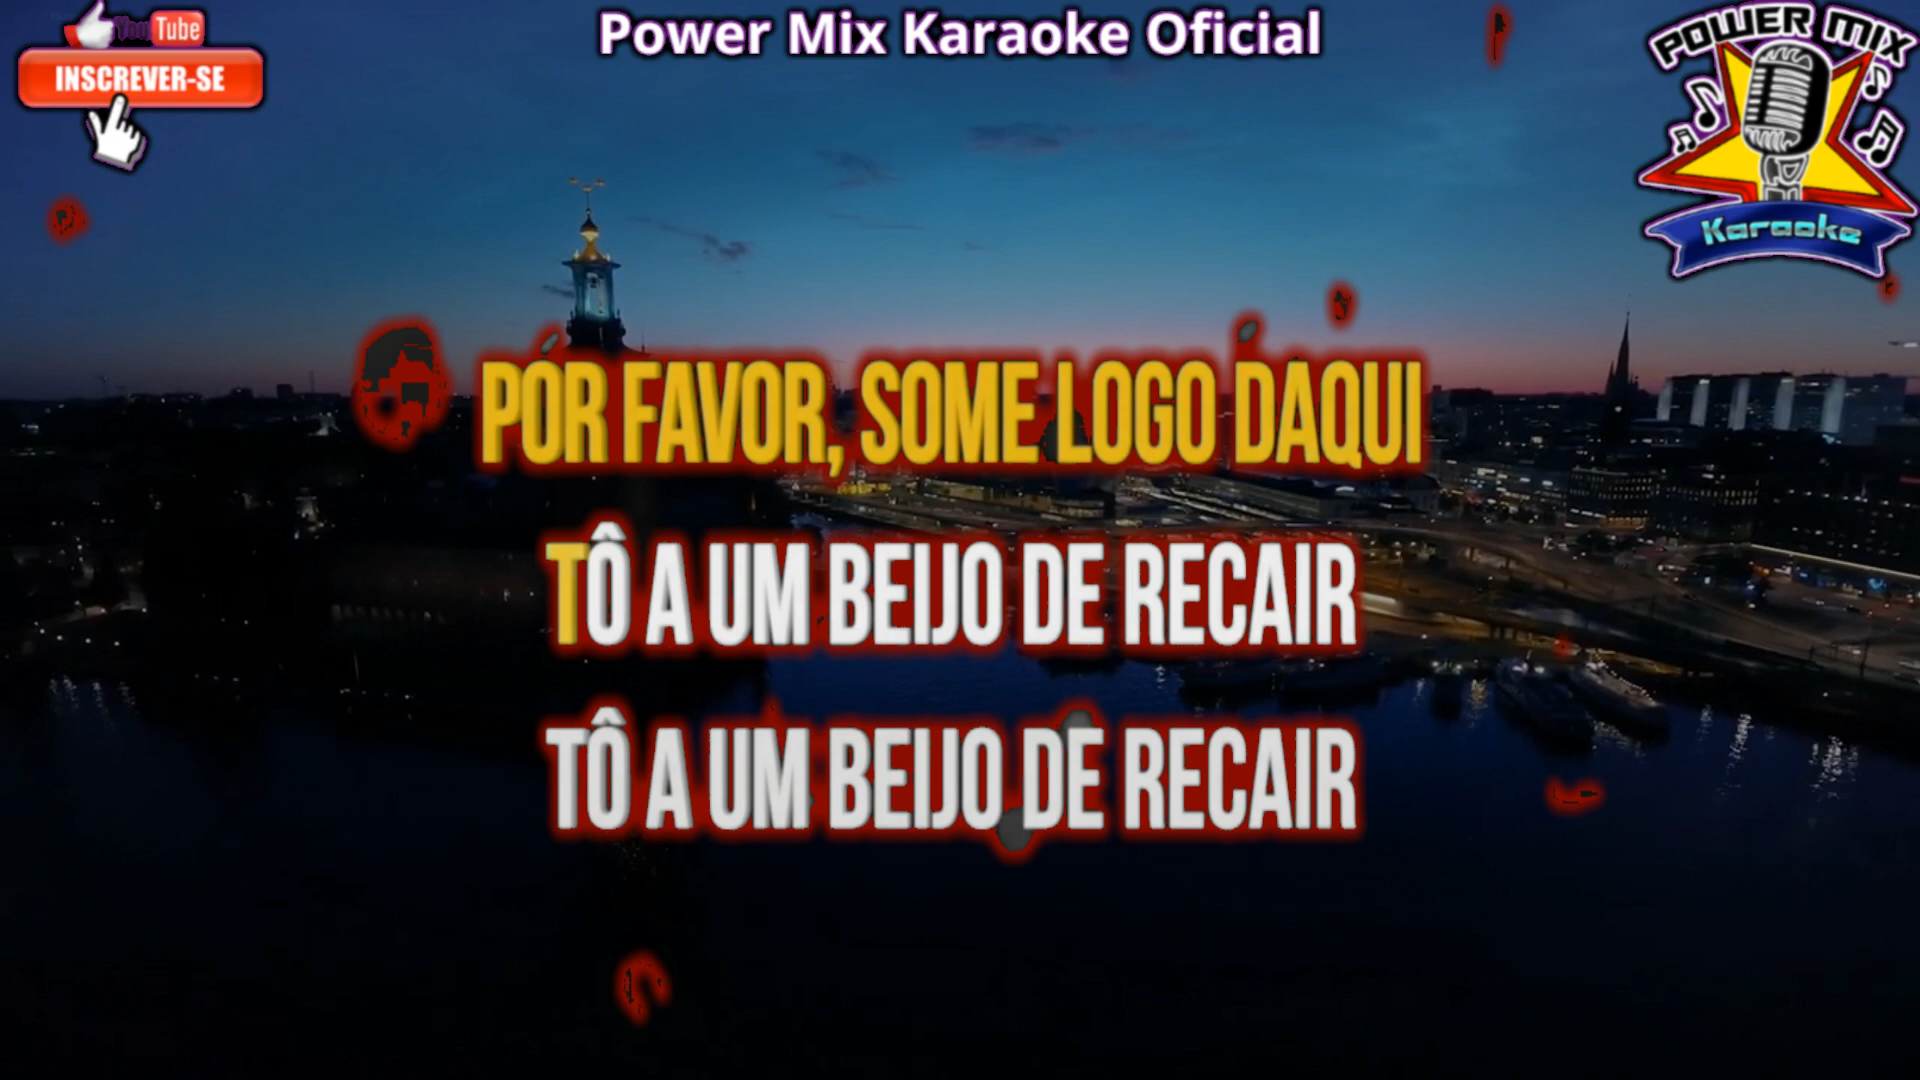 YouTube
INSCREVER-SE
Power Mix Karaoke Oficial
POWER MIX
Karaoke
POR FAVOR, SOME LOGO DAQUI
TÔ A UM BEIJO DE RECAIR
TÔ A UM BEIJO DE RECAIR